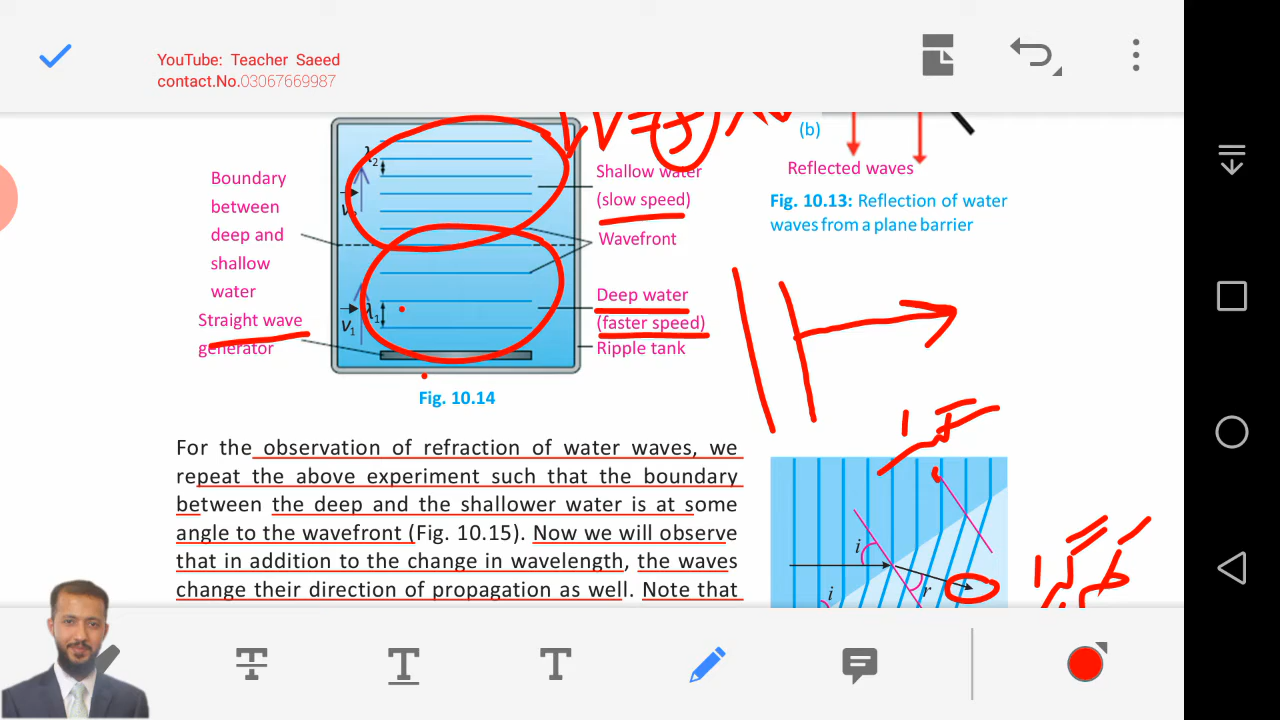 YouTube: Teacher Saeed
contact.No.03067669987
V = f λ
(b)
Reflected waves
Fig. 10.13: Reflection of water
waves from a plane barrier
Boundary
between
deep and
shallow
water
Straight wave
generator
λ2
λ1
v1
Shallow water
(slow speed)
Wavefront
Deep water
(faster speed)
Ripple tank
Fig. 10.14
For the observation of refraction of water waves, we
repeat the above experiment such that the boundary
between the deep and the shallower water is at some
angle to the wavefront (Fig. 10.15). Now we will observe
that in addition to the change in wavelength, the waves
change their direction of propagation as well. Note that
i
r
i